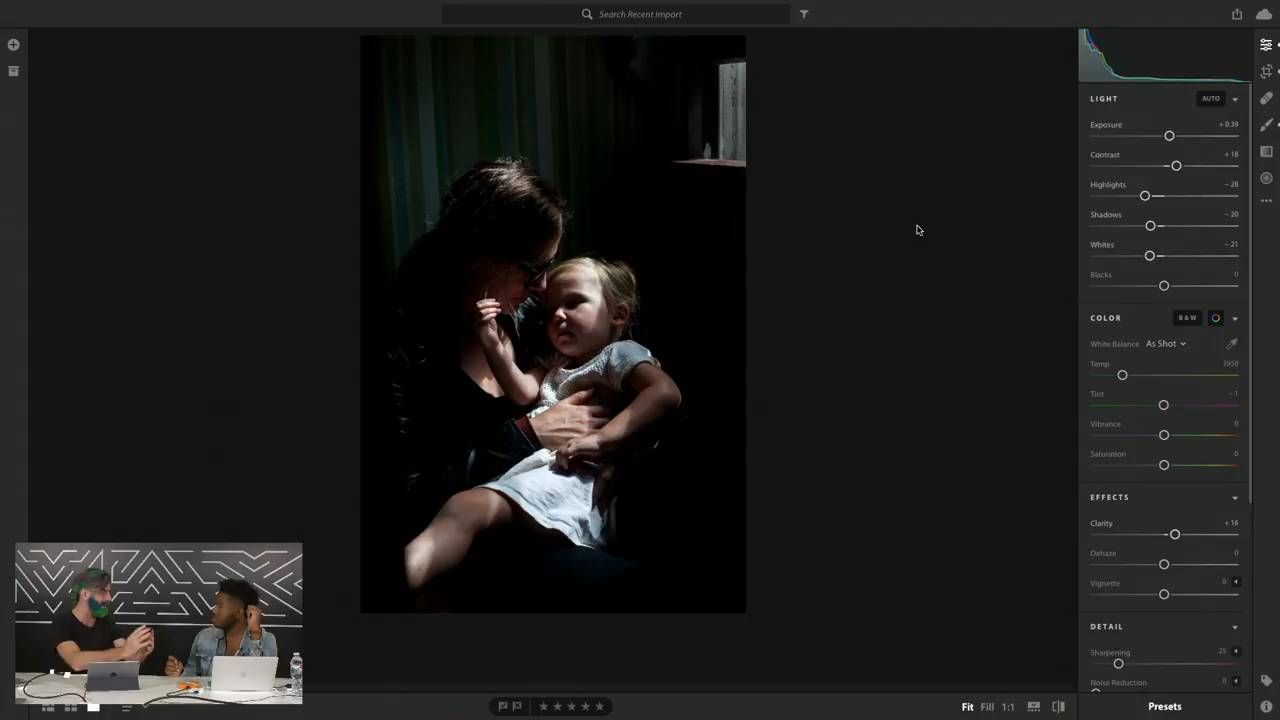 Search Recent Import
LIGHT AUTO
Exposure + 0.39
Contrast + 18
Highlights − 28
Shadows − 20
Whites − 21
Blacks 0
COLOR B&W
White Balance As Shot
Temp 3950
Tint − 1
Vibrance 0
Saturation 0
EFFECTS
Clarity + 16
Dehaze 0
Vignette 0
DETAIL
Sharpening 25
Noise Reduction 0
Fit Fill 1:1 Presets